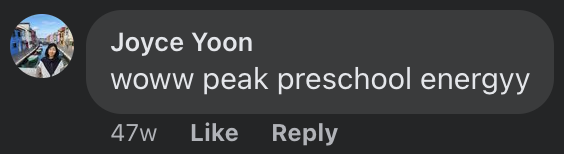 Joyce Yoon
woww peak preschool energyy
47w Like Reply